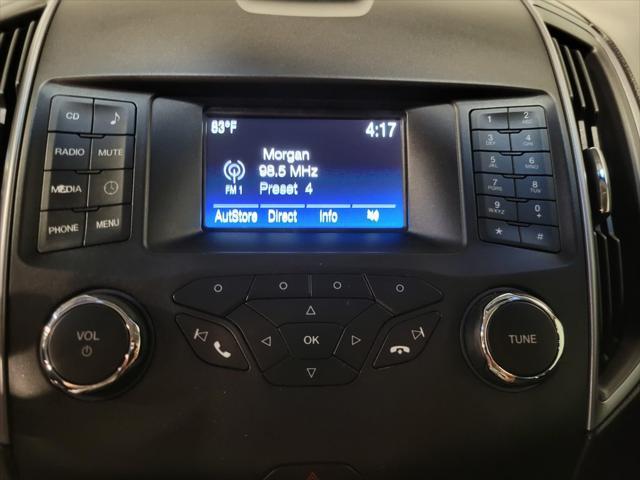 CD
RADIO MUTE
MEDIA
PHONE MENU
63°F 4:17
Morgan
98.5 MHz
FM 1 Preset 4
AutoStore Direct Info
1 2 ABC
3 DEF 4 GHI
5 JKL 6 MNO
7 PQRS 8 TUV
9 WXYZ 0 +
* #
VOL
OK
TUNE